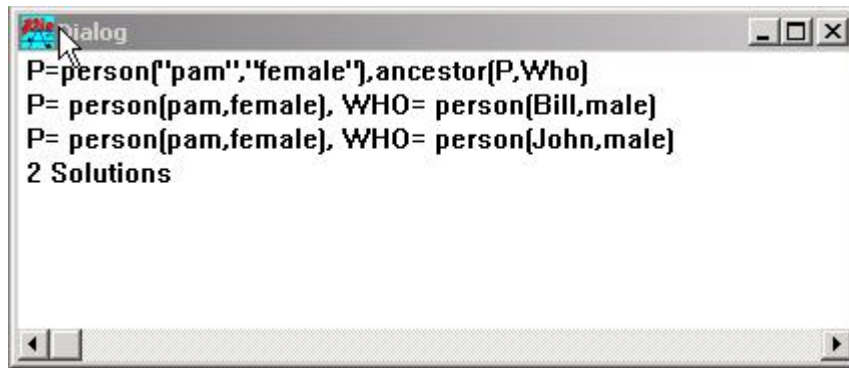 Dialog
P=person("pam","female"),ancestor(P,Who)
P= person(pam,female), WHO= person(Bill,male)
P= person(pam,female), WHO= person(John,male)
2 Solutions